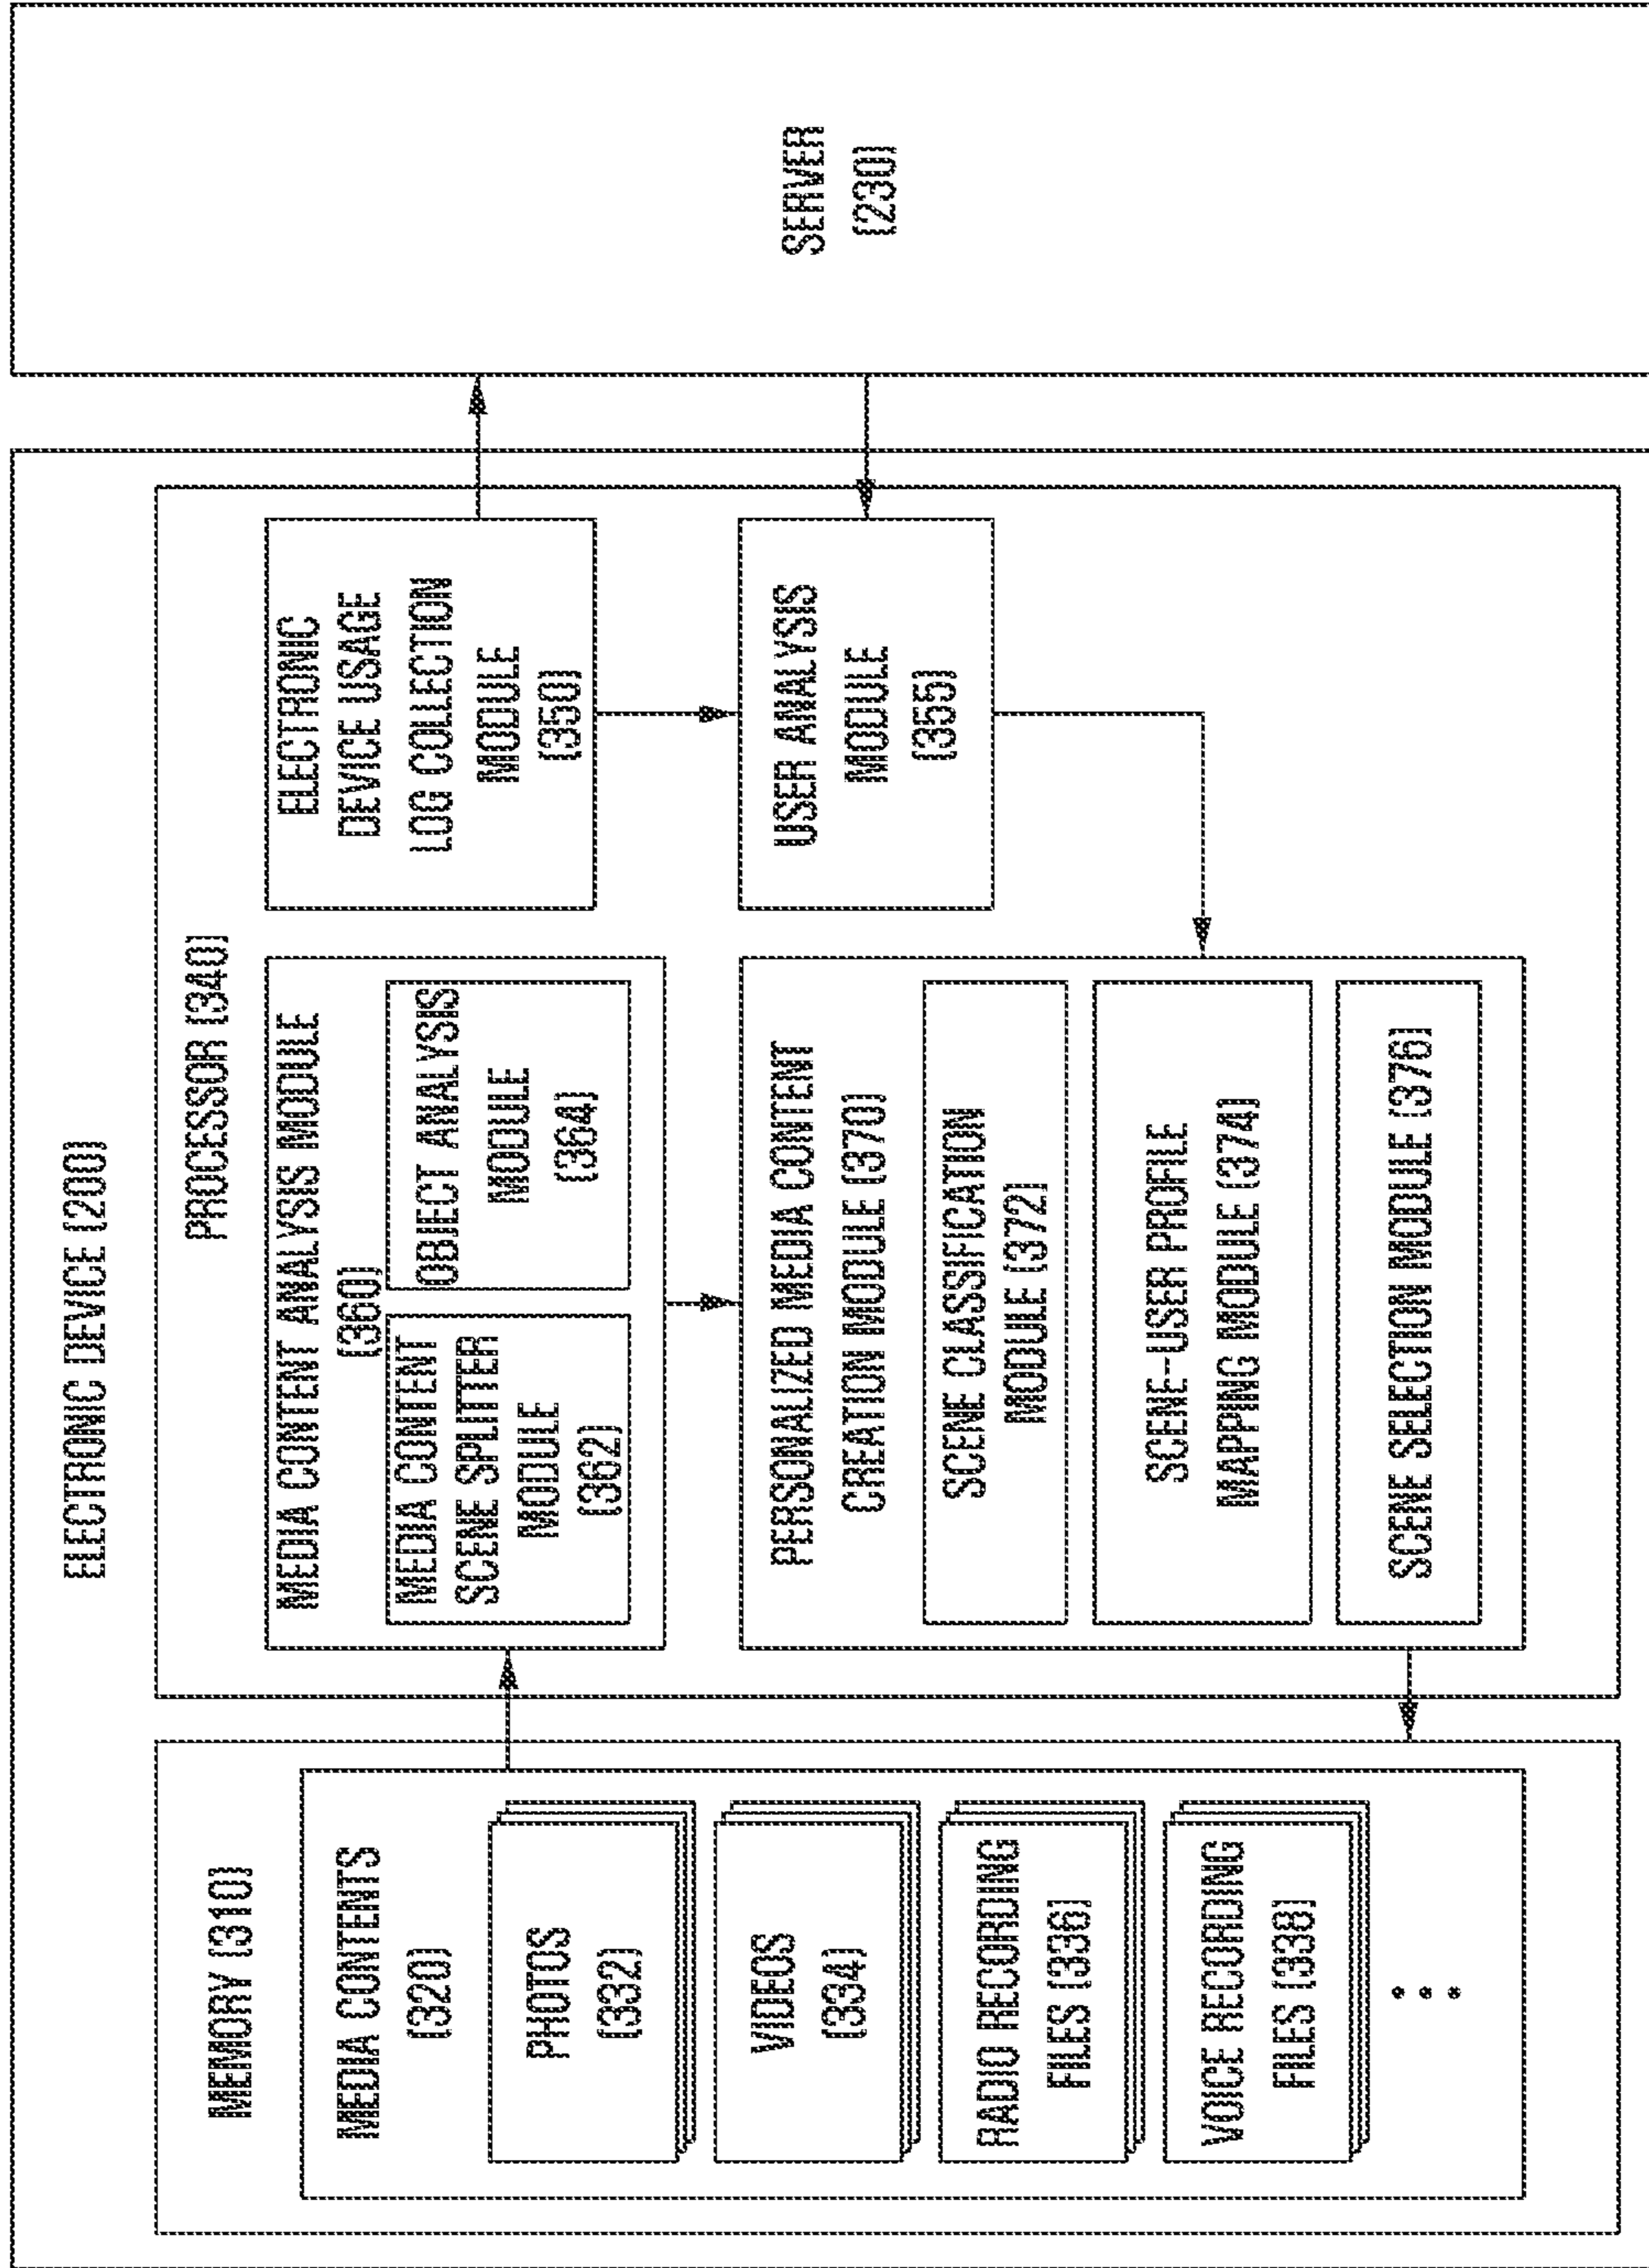 ELECTRONIC DEVICE (200)
MEMORY (310)
MEDIA CONTENTS
(320)
PHOTOS
(332)
VIDEOS
(334)
RADIO RECORDING
FILES (336)
VOICE RECORDING
FILES (338)
PROCESSOR (340)
MEDIA CONTENT ANALYSIS MODULE
(360)
MEDIA CONTENT
SCENE SPLITTER
MODULE
(362)
OBJECT ANALYSIS
MODULE
(364)
PERSONALIZED MEDIA CONTENT
CREATION MODULE (370)
SCENE CLASSIFICATION
MODULE (372)
SCENE-USER PROFILE
MAPPING MODULE (374)
SCENE SELECTION MODULE (376)
ELECTRONIC
DEVICE USAGE
LOG COLLECTION
MODULE
(350)
USER ANALYSIS
MODULE
(355)
SERVER
(230)